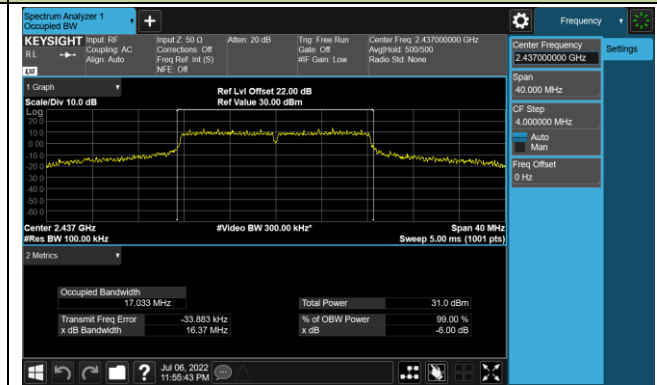 Spectrum Analyzer 1
Occupied BW
Frequency
KEYSIGHT
R L
Input: RF
Coupling: AC
Align: Auto
Input Z: 50 Ω
Corrections: Off
Freq Ref: Int (S)
NFE: Off
Atten: 20 dB
Trig: Free Run
Gate: Off
#IF Gain: Low
Center Freq: 2.437000000 GHz
Avg|Hold: 500/500
Radio Std: None
Center Frequency
2.437000000 GHz
Settings
Span
40.000 MHz
CF Step
4.000000 MHz
Auto
Man
Freq Offset
0 Hz
1 Graph
Scale/Div 10.0 dB
Ref Lvl Offset 22.00 dB
Ref Value 30.00 dBm
Log
20.0
10.0
0.00
-10.0
-20.0
-30.0
-40.0
-50.0
-60.0
Center 2.437 GHz
#Res BW 100.00 kHz
#Video BW 300.00 kHz*
Span 40 MHz
Sweep 5.00 ms (1001 pts)
2 Metrics
Occupied Bandwidth
17.033 MHz
Total Power 31.0 dBm
Transmit Freq Error -33.883 kHz
% of OBW Power 99.00 %
x dB Bandwidth 16.37 MHz
x dB -6.00 dB
?
Jul 06, 2022
11:55:43 PM